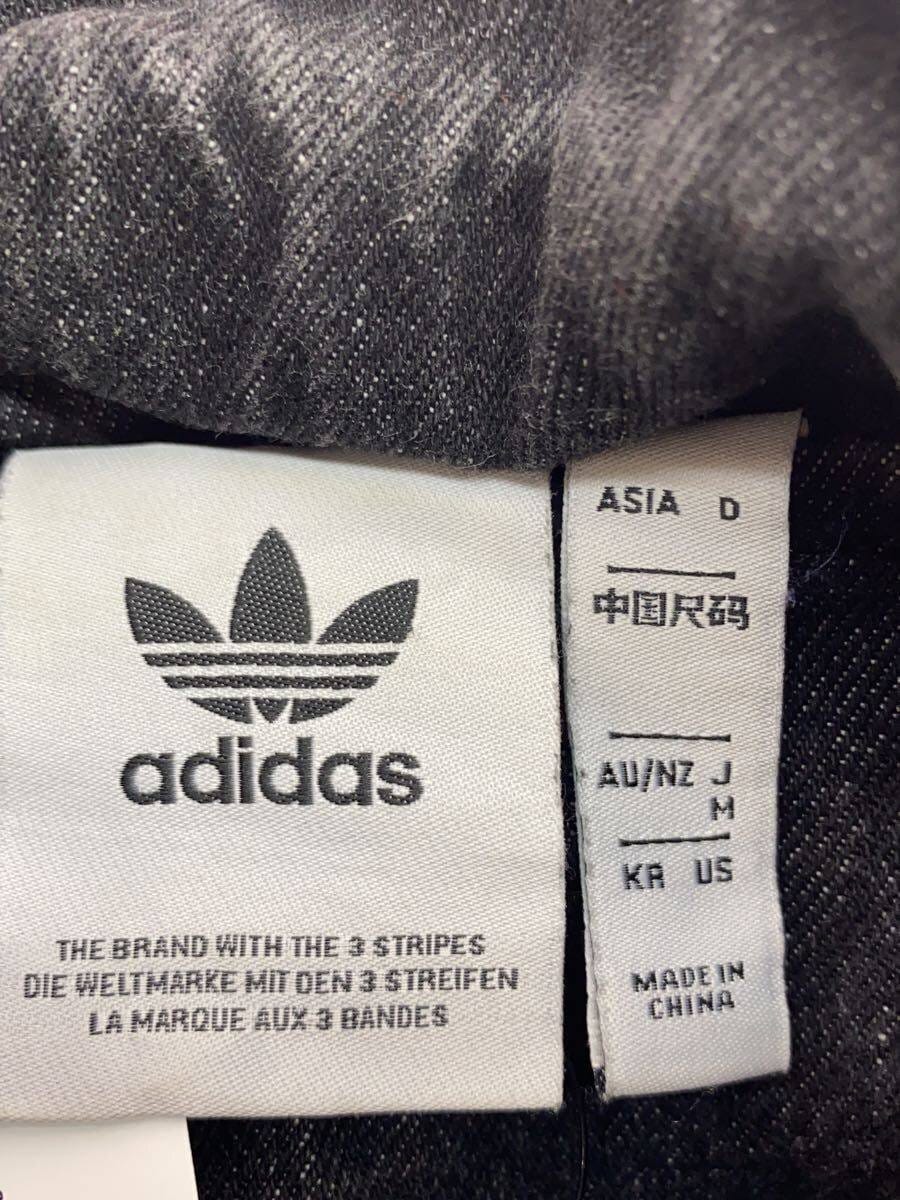 adidas
THE BRAND WITH THE 3 STRIPES
DIE WELTMARKE MIT DEN 3 STREIFEN
LA MARQUE AUX 3 BANDES
ASIA D
中国尺码
AU/NZ J
M
KR US
MADE IN
CHINA